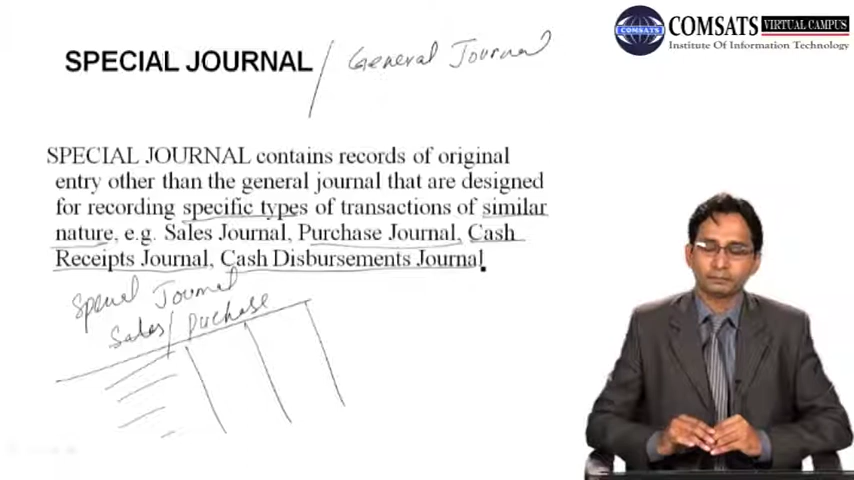 COMSATS VIRTUAL CAMPUS
COMSATS
Institute Of Information Technology
SPECIAL JOURNAL / General Journal
SPECIAL JOURNAL contains records of original
entry other than the general journal that are designed
for recording specific types of transactions of similar
nature, e.g. Sales Journal, Purchase Journal, Cash
Receipts Journal, Cash Disbursements Journal.
Special Journal
Sales/Purchase